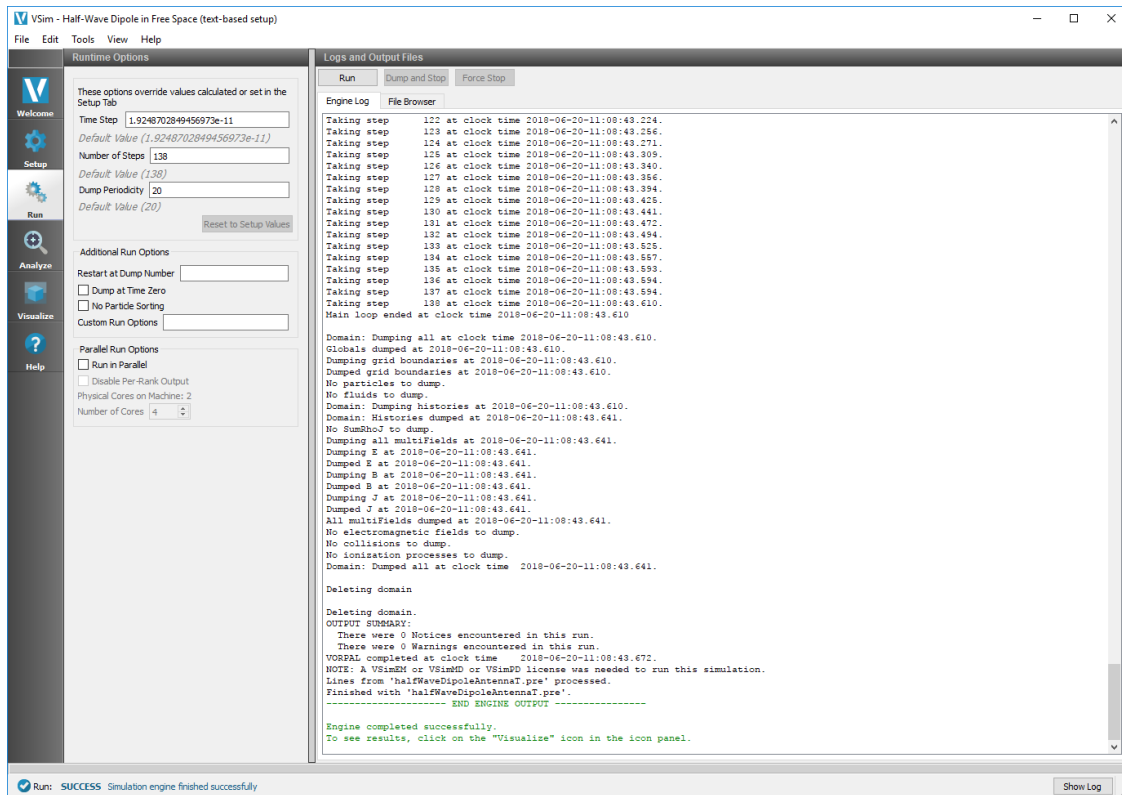 VSim - Half-Wave Dipole in Free Space (text-based setup)
File Edit Tools View Help
Welcome
Setup
Run
Analyze
Visualize
Help
Runtime Options
These options override values calculated or set in the
Setup Tab
Time Step 1.9248702849456973e-11
Default Value (1.9248702849456973e-11)
Number of Steps 138
Default Value (138)
Dump Periodicity 20
Default Value (20)
Reset to Setup Values
Additional Run Options
Restart at Dump Number
Dump at Time Zero
No Particle Sorting
Custom Run Options
Parallel Run Options
Run in Parallel
Disable Per-Rank Output
Physical Cores on Machine: 2
Number of Cores 4
Logs and Output Files
Run Dump and Stop Force Stop
Engine Log File Browser
Taking step 122 at clock time 2018-06-20-11:08:43.224.
Taking step 123 at clock time 2018-06-20-11:08:43.256.
Taking step 124 at clock time 2018-06-20-11:08:43.271.
Taking step 125 at clock time 2018-06-20-11:08:43.309.
Taking step 126 at clock time 2018-06-20-11:08:43.340.
Taking step 127 at clock time 2018-06-20-11:08:43.356.
Taking step 128 at clock time 2018-06-20-11:08:43.394.
Taking step 129 at clock time 2018-06-20-11:08:43.425.
Taking step 130 at clock time 2018-06-20-11:08:43.441.
Taking step 131 at clock time 2018-06-20-11:08:43.472.
Taking step 132 at clock time 2018-06-20-11:08:43.494.
Taking step 133 at clock time 2018-06-20-11:08:43.525.
Taking step 134 at clock time 2018-06-20-11:08:43.557.
Taking step 135 at clock time 2018-06-20-11:08:43.593.
Taking step 136 at clock time 2018-06-20-11:08:43.594.
Taking step 137 at clock time 2018-06-20-11:08:43.594.
Taking step 138 at clock time 2018-06-20-11:08:43.610.
Main loop ended at clock time 2018-06-20-11:08:43.610
Domain: Dumping all at clock time 2018-06-20-11:08:43.610.
Globals dumped at 2018-06-20-11:08:43.610.
Dumping grid boundaries at 2018-06-20-11:08:43.610.
Dumped grid boundaries at 2018-06-20-11:08:43.610.
No particles to dump.
No fluids to dump.
Domain: Dumping histories at 2018-06-20-11:08:43.610.
Domain: Histories dumped at 2018-06-20-11:08:43.641.
No SumRhoJ to dump.
Dumping all multiFields at 2018-06-20-11:08:43.641.
Dumping E at 2018-06-20-11:08:43.641.
Dumped E at 2018-06-20-11:08:43.641.
Dumping B at 2018-06-20-11:08:43.641.
Dumped B at 2018-06-20-11:08:43.641.
Dumping J at 2018-06-20-11:08:43.641.
Dumped J at 2018-06-20-11:08:43.641.
All multiFields dumped at 2018-06-20-11:08:43.641.
No electromagnetic fields to dump.
No collisions to dump.
No ionization processes to dump.
Domain: Dumped all at clock time 2018-06-20-11:08:43.641.
Deleting domain
Deleting domain.
OUTPUT SUMMARY:
There were 0 Notices encountered in this run.
There were 0 Warnings encountered in this run.
VORPAL completed at clock time 2018-06-20-11:08:43.672.
NOTE: A VSimEM or VSimMD or VSimPD license was needed to run this simulation.
Lines from 'halfWaveDipoleAntennaT.pre' processed.
Finished with 'halfWaveDipoleAntennaT.pre'.
--------------------- END ENGINE OUTPUT ----------------
Engine completed successfully.
To see results, click on the "Visualize" icon in the icon panel.
Run: SUCCESS Simulation engine finished successfully
Show Log